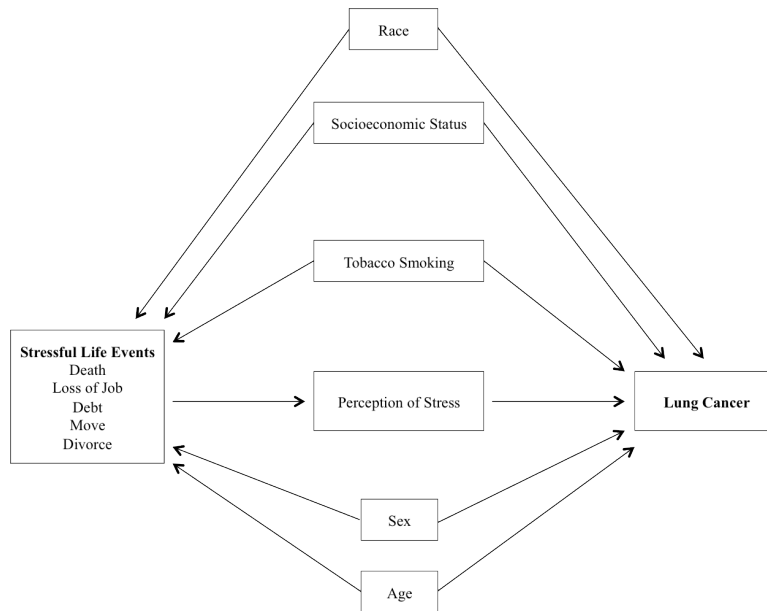 Race
Socioeconomic Status
Tobacco Smoking
Stressful Life Events
Death
Loss of Job
Debt
Move
Divorce
Perception of Stress
Lung Cancer
Sex
Age